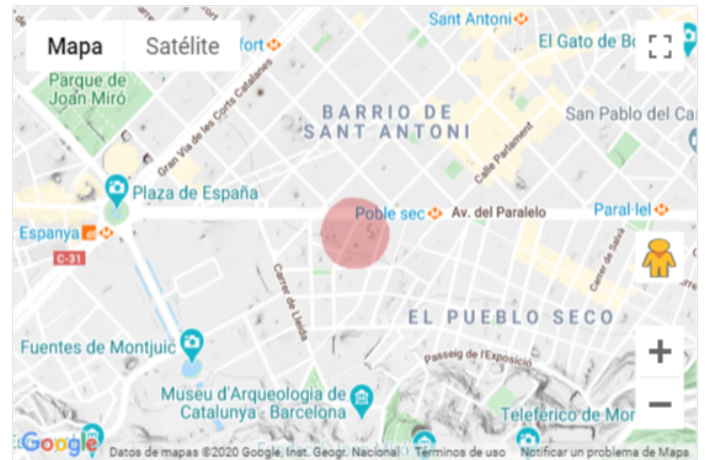 Sant Antoni
Mapa
Satélite
fort
El Gato de Bo
Parque de
Joan Miró
Gran Via de les Corts Catalanes
BARRIO DE
SANT ANTONI
San Pablo del Ca
Calle Parlament
Plaza de España
Poble sec
Av. del Paralelo
Paral·lel
Espanya
C-31
Carrer de Lleida
Carrer de Salvà
EL PUEBLO SECO
Fuentes de Montjuic
Passeig de l'Exposició
Museu d'Arqueologia de
Catalunya - Barcelona
Teleférico de Mor
Google
Datos de mapas ©2020 Google, Inst. Geogr. Nacional
Términos de uso
Notificar un problema de Maps